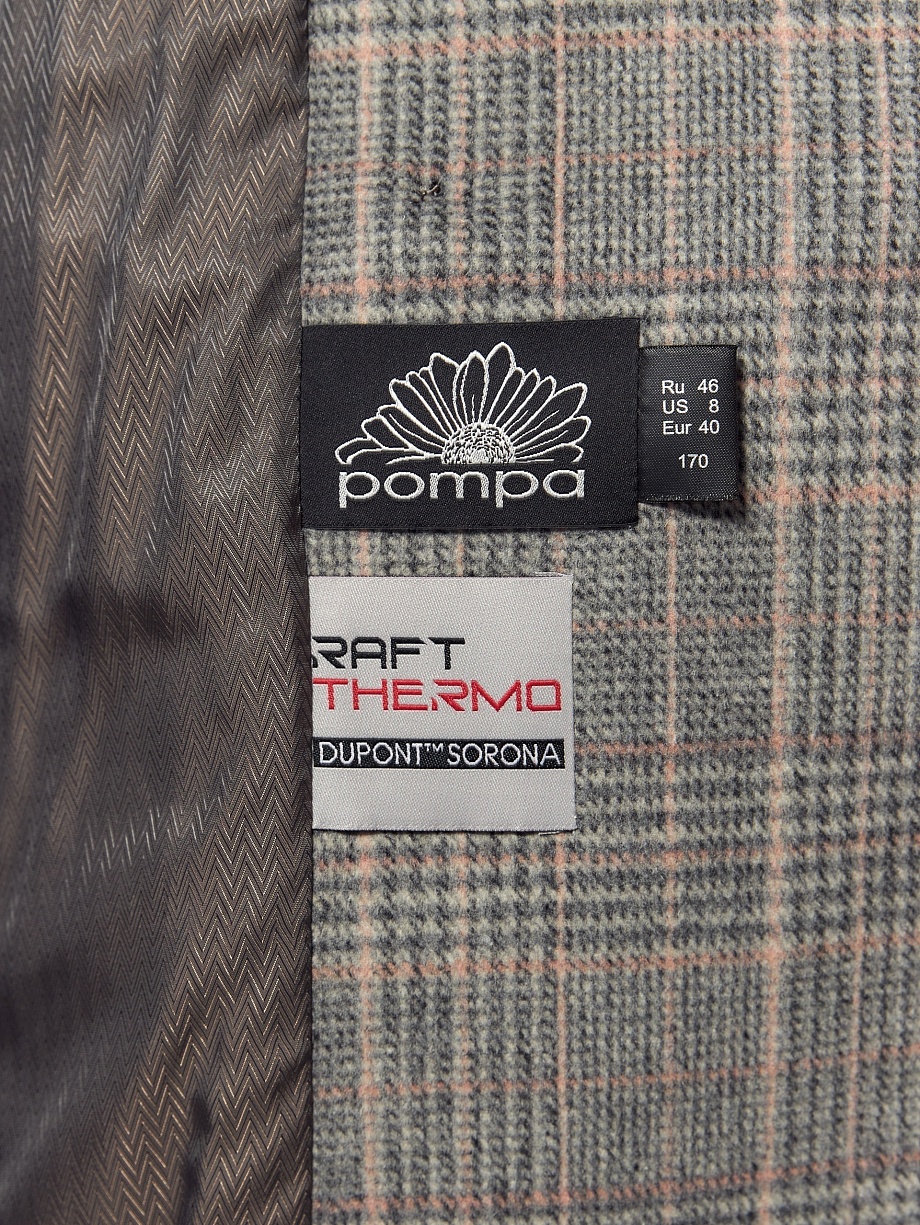 pompa
Ru 46
US 8
Eur 40
170
RAFT
THERMO
DUPONT™ SORONA